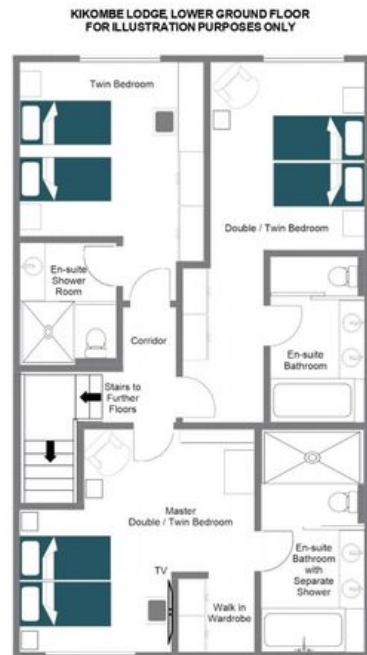 KIKOMBE LODGE, LOWER GROUND FLOOR
FOR ILLUSTRATION PURPOSES ONLY
Twin Bedroom
Double / Twin Bedroom
En-suite
Shower
Room
Corridor
En-suite
Bathroom
Stairs to
Further
Floors
Master
Double / Twin Bedroom
TV
En-suite
Bathroom
with
Separate
Shower
Walk in
Wardrobe